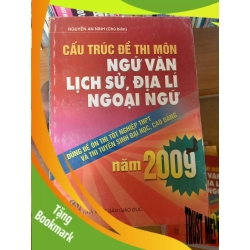 NGUYỄN AN NINH (Chủ biên)
CẤU TRÚC ĐỀ THI MÔN
NGỮ VĂN
LỊCH SỬ, ĐỊA LÍ
NGOẠI NGỮ
DÙNG ĐỂ ÔN THI TỐT NGHIỆP THPT
VÀ THI TUYỂN SINH ĐẠI HỌC, CAO ĐẲNG
năm 2009
Tặng
Bookmark